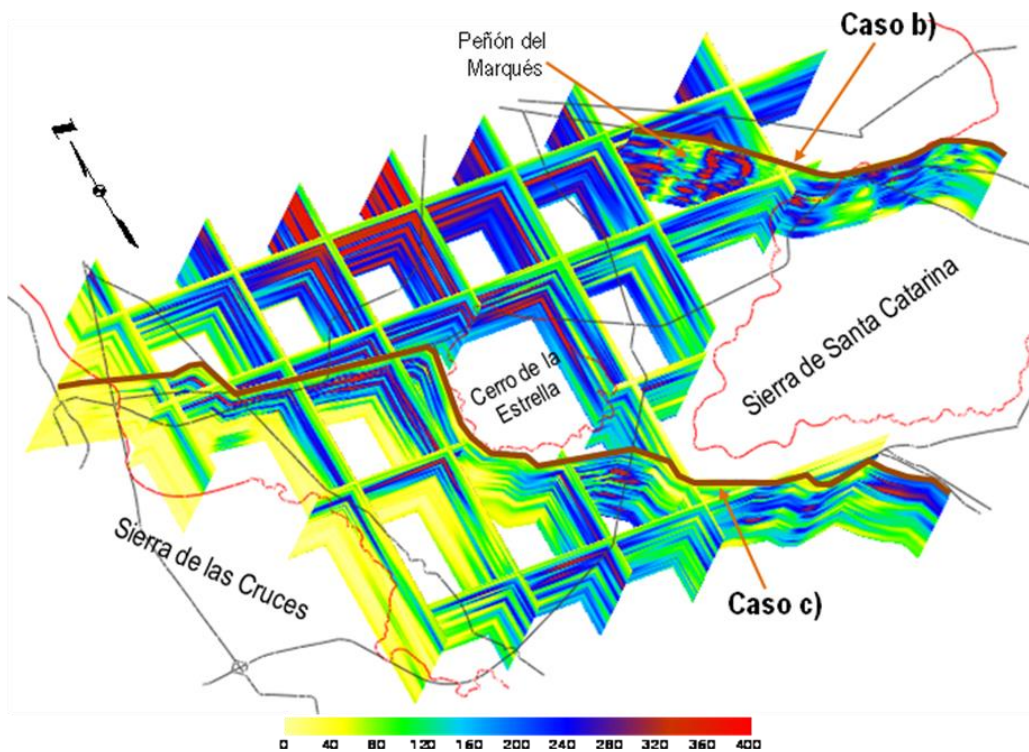 Caso b)
Peñón del
Marqués
Cerro de la
Estrella
Sierra de Santa Catarina
Sierra de las Cruces
Caso c)
0 40 80 120 160 200 240 280 320 360 400